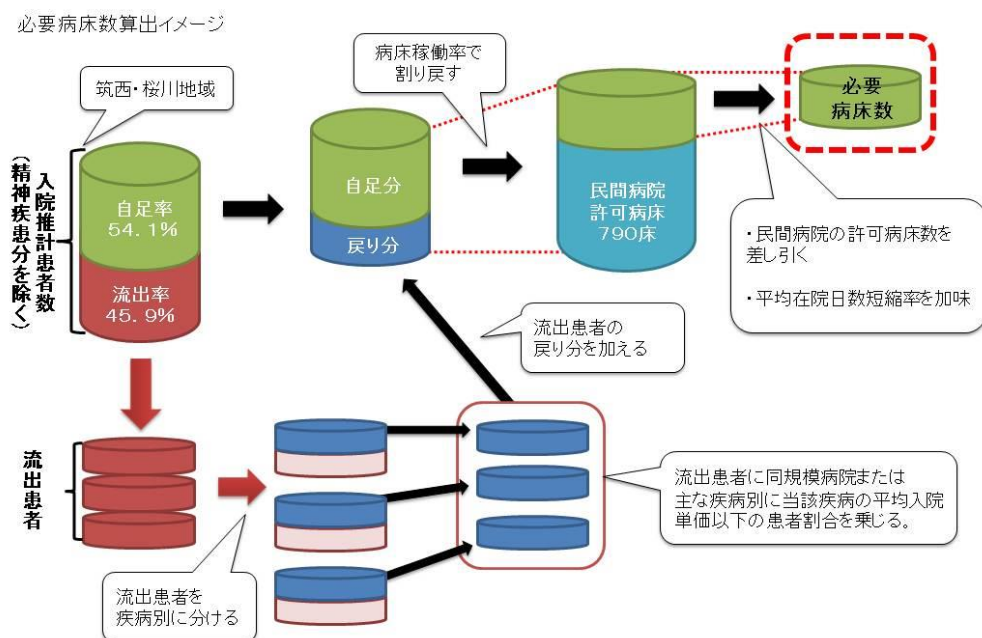 必要病床数算出イメージ
筑西・桜川地域
病床稼働率で
割り戻す
必要
病床数
入院推計患者数
(精神疾患分を除く)
自足率
54.1%
流出率
45.9%
自足分
戻り分
民間病院
許可病床
790床
・民間病院の許可病床数を
差し引く
・平均在院日数短縮率を加味
流出患者の
戻り分を加える
流出患者
流出患者を
疾病別に分ける
流出患者に同規模病院または
主な疾病別に当該疾病の平均入院
単価以下の患者割合を乗じる。